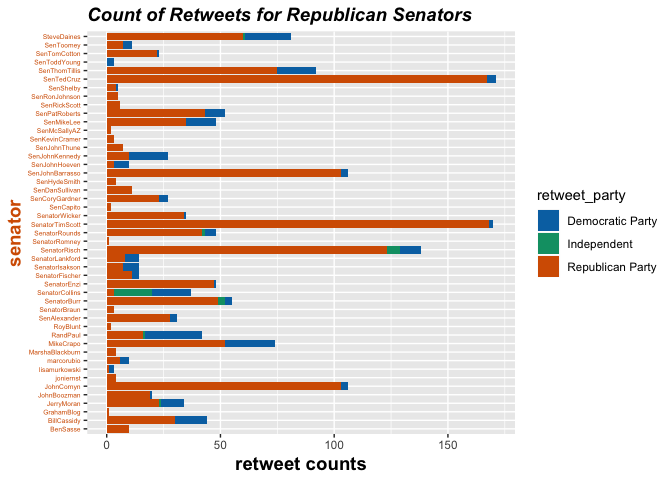 Count of Retweets for Republican Senators
senator
SteveDaines
SenToomey
SenTomCotton
SenToddYoung
SenThomTillis
SenTedCruz
SenShelby
SenRonJohnson
SenRickScott
SenPatRoberts
SenMikeLee
SenMcSallyAZ
SenKevinCramer
SenJohnThune
SenJohnKennedy
SenJohnHoeven
SenJohnBarrasso
SenHydeSmith
SenDanSullivan
SenCoryGardner
SenCapito
SenatorWicker
SenatorTimScott
SenatorRounds
SenatorRomney
SenatorRisch
SenatorLankford
SenatorIsakson
SenatorFischer
SenatorEnzi
SenatorCollins
SenatorBurr
SenatorBraun
SenAlexander
RoyBlunt
RandPaul
MikeCrapo
MarshaBlackburn
marcorubio
lisamurkowski
joniernst
JohnCornyn
JohnBoozman
JerryMoran
GrahamBlog
BillCassidy
BenSasse
0 50 100 150
retweet counts
retweet_party
Democratic Party
Independent
Republican Party